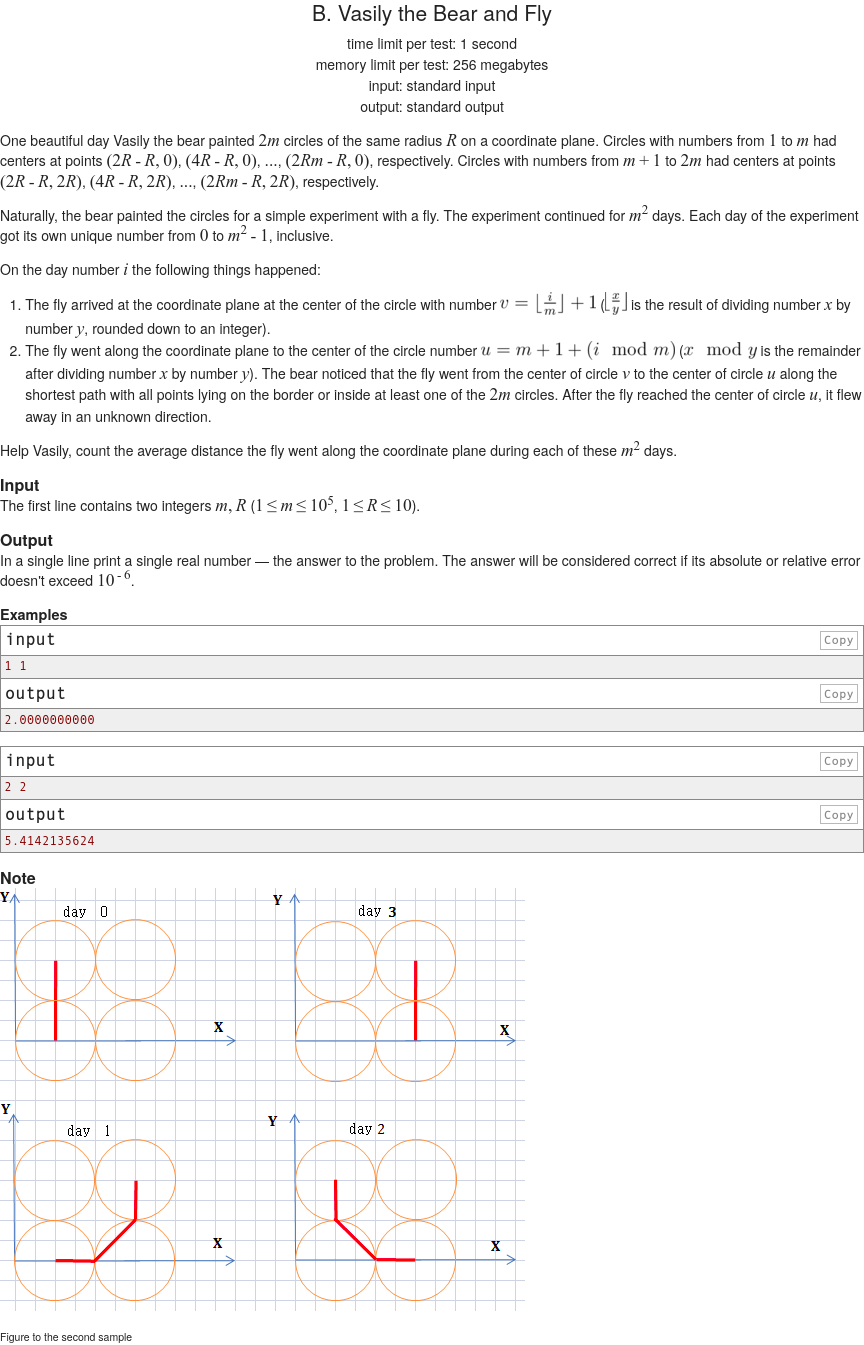 B. Vasily the Bear and Fly
time limit per test: 1 second
memory limit per test: 256 megabytes
input: standard input
output: standard output
One beautiful day Vasily the bear painted 2m circles of the same radius R on a coordinate plane. Circles with numbers from 1 to m had
centers at points (2R - R, 0), (4R - R, 0), ..., (2Rm - R, 0), respectively. Circles with numbers from m + 1 to 2m had centers at points
(2R - R, 2R), (4R - R, 2R), ..., (2Rm - R, 2R), respectively.
Naturally, the bear painted the circles for a simple experiment with a fly. The experiment continued for m² days. Each day of the experiment
got its own unique number from 0 to m² - 1, inclusive.
On the day number i the following things happened:
1. The fly arrived at the coordinate plane at the center of the circle with number v = ⌊i/m⌋ + 1 (⌊x/y⌋ is the result of dividing number x by
number y, rounded down to an integer).
2. The fly went along the coordinate plane to the center of the circle number u = m + 1 + (i mod m) (x mod y is the remainder
after dividing number x by number y). The bear noticed that the fly went from the center of circle v to the center of circle u along the
shortest path with all points lying on the border or inside at least one of the 2m circles. After the fly reached the center of circle u, it flew
away in an unknown direction.
Help Vasily, count the average distance the fly went along the coordinate plane during each of these m² days.
Input
The first line contains two integers m, R (1 ≤ m ≤ 10⁵, 1 ≤ R ≤ 10).
Output
In a single line print a single real number — the answer to the problem. The answer will be considered correct if its absolute or relative error
doesn't exceed 10⁻⁶.
Examples
input Copy
1 1
output Copy
2.0000000000
input Copy
2 2
output Copy
5.4142135624
Note
Y day 0 Y day 3
X X
Y day 1 Y day 2
X X
Figure to the second sample